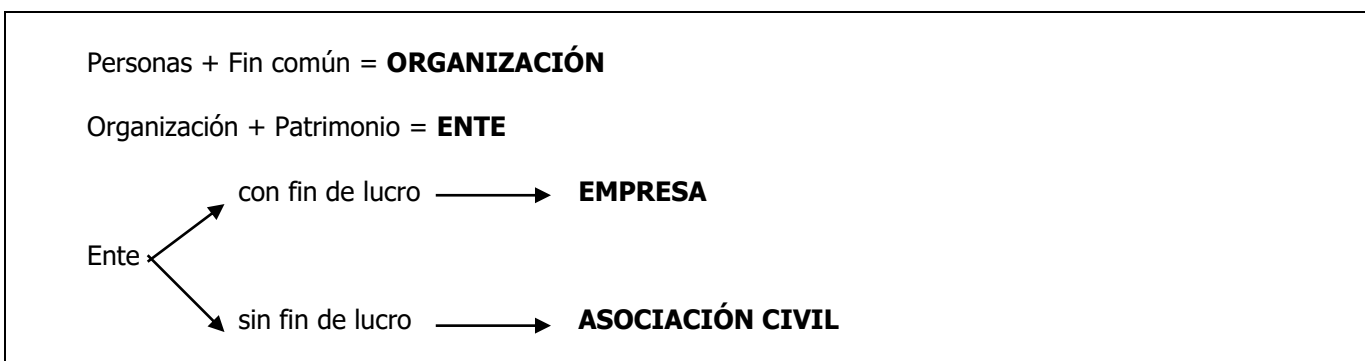 Personas + Fin común = ORGANIZACIÓN
Organización + Patrimonio = ENTE
con fin de lucro EMPRESA
Ente
sin fin de lucro ASOCIACIÓN CIVIL